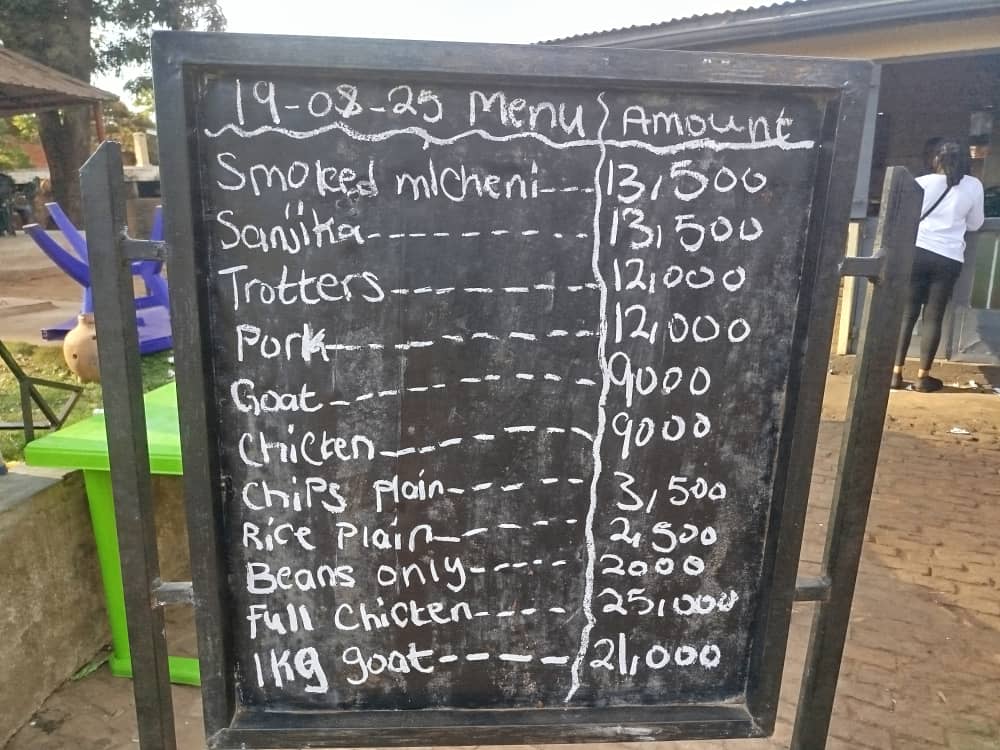 19-08-25 Menu Amount
Smoked mlcheni--- 13,500
Sanjika--------- 13,500
Trotters-------- 12,000
Pork--------- 12,000
Goat-------- 9000
Chicken------- 9000
Chips plain----- 3,500
Rice Plain----- 2,500
Beans only----- 2000
Full Chicken---- 25,000
1kg goat----- 21,000